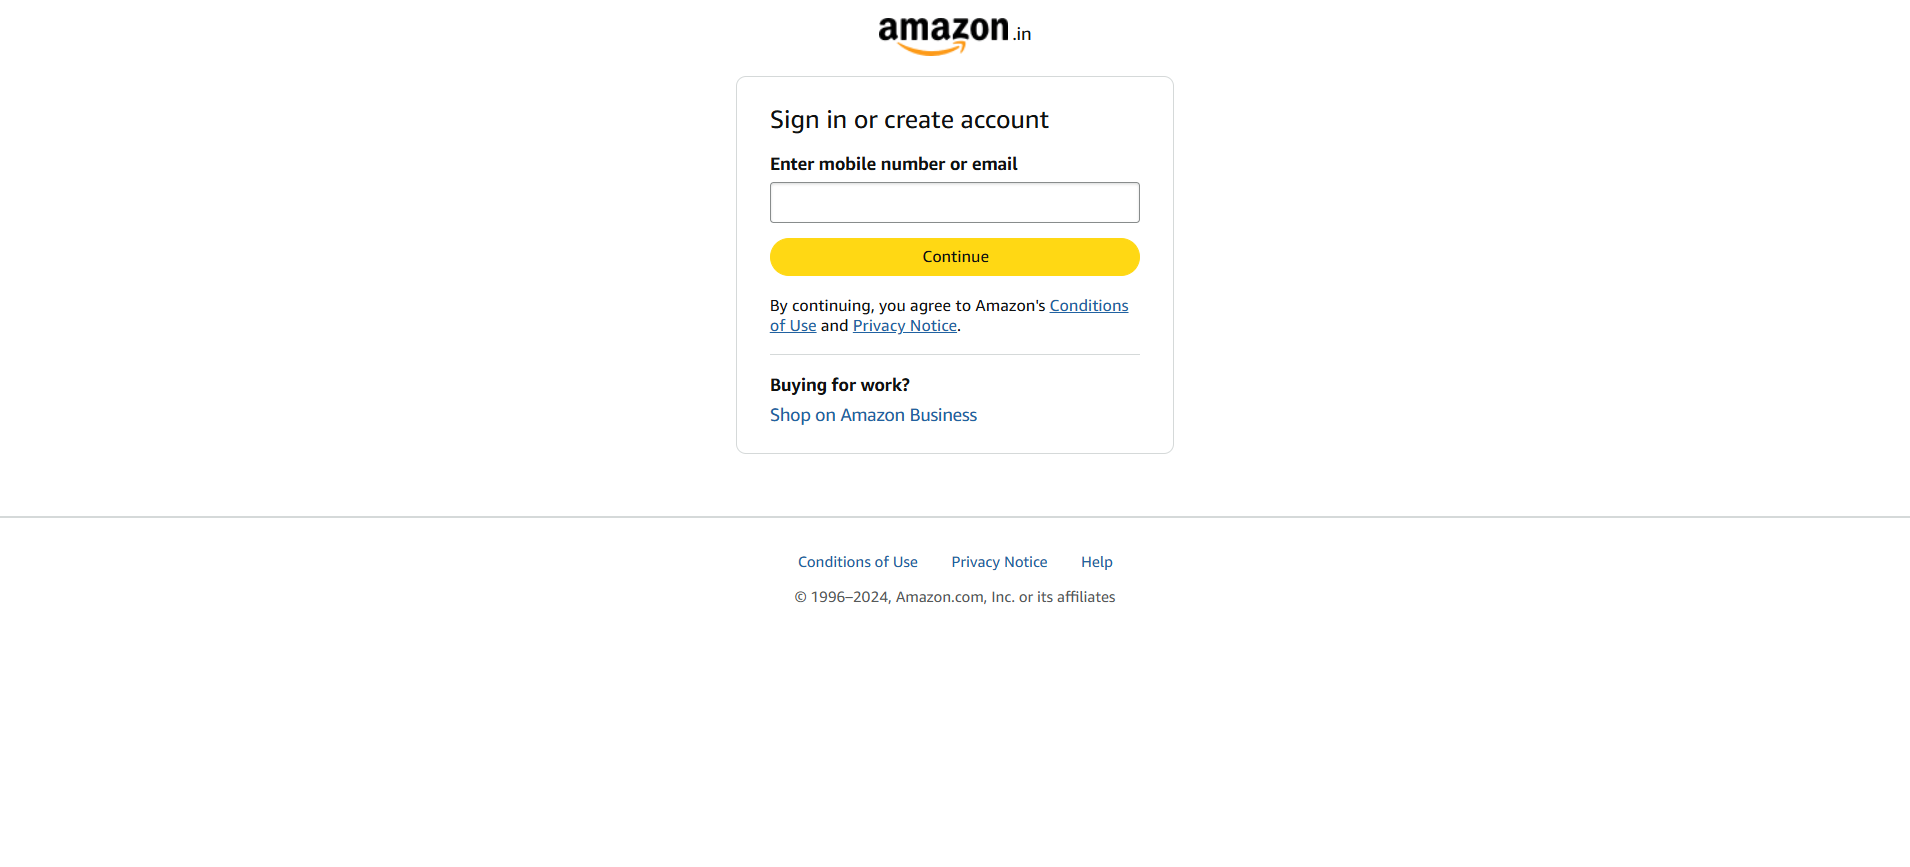 amazon.in
Sign in or create account
Enter mobile number or email
Continue
By continuing, you agree to Amazon's Conditions
of Use and Privacy Notice.
Buying for work?
Shop on Amazon Business
Conditions of Use Privacy Notice Help
© 1996–2024, Amazon.com, Inc. or its affiliates